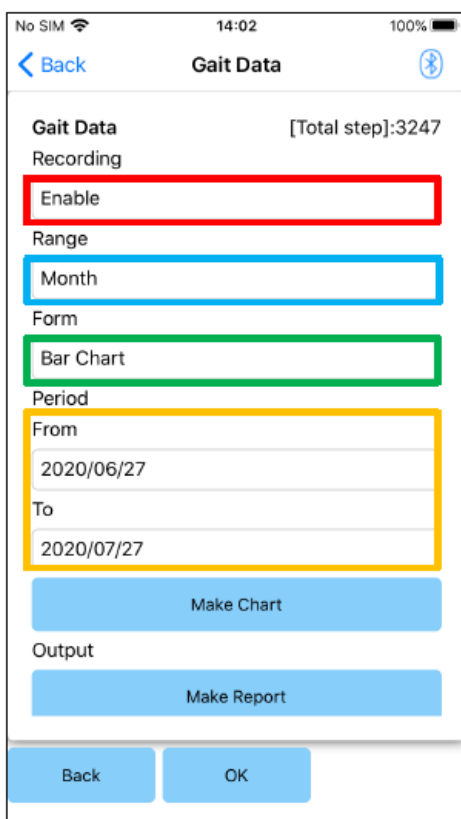 No SIM 14:02 100%
Back Gait Data
Gait Data [Total step]:3247
Recording
Enable
Range
Month
Form
Bar Chart
Period
From
2020/06/27
To
2020/07/27
Make Chart
Output
Make Report
Back OK